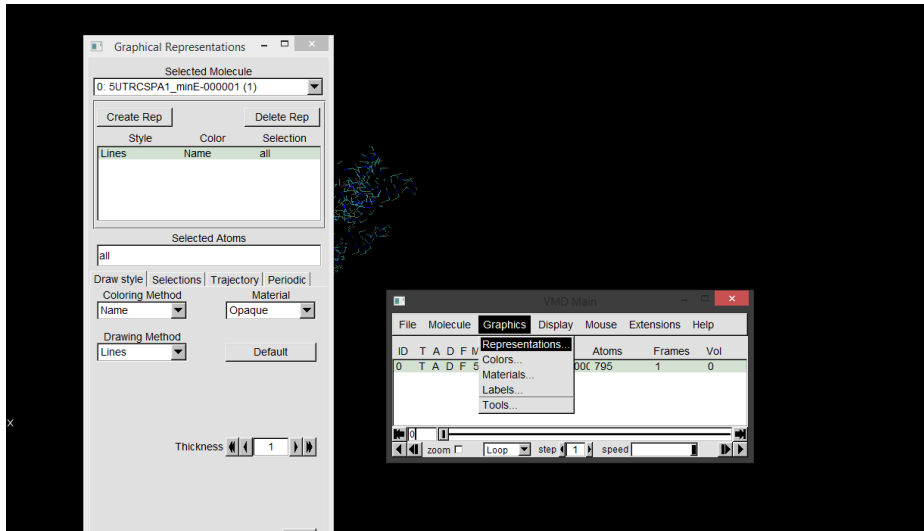 Graphical Representations
Selected Molecule
0: 5UTRCSPA1_minE-000001 (1)
Create Rep Delete Rep
Style Color Selection
Lines Name all
Selected Atoms
all
Draw style Selections Trajectory Periodic
Coloring Method Material
Name Opaque
Drawing Method
Lines Default
Thickness 1
x
VMD Main
File Molecule Graphics Display Mouse Extensions Help
Representations...
Colors...
Materials...
Labels...
Tools...
ID T A D F M Atoms Frames Vol
0 T A D F 5 00( 795 1 0
0
zoom Loop step 1 speed